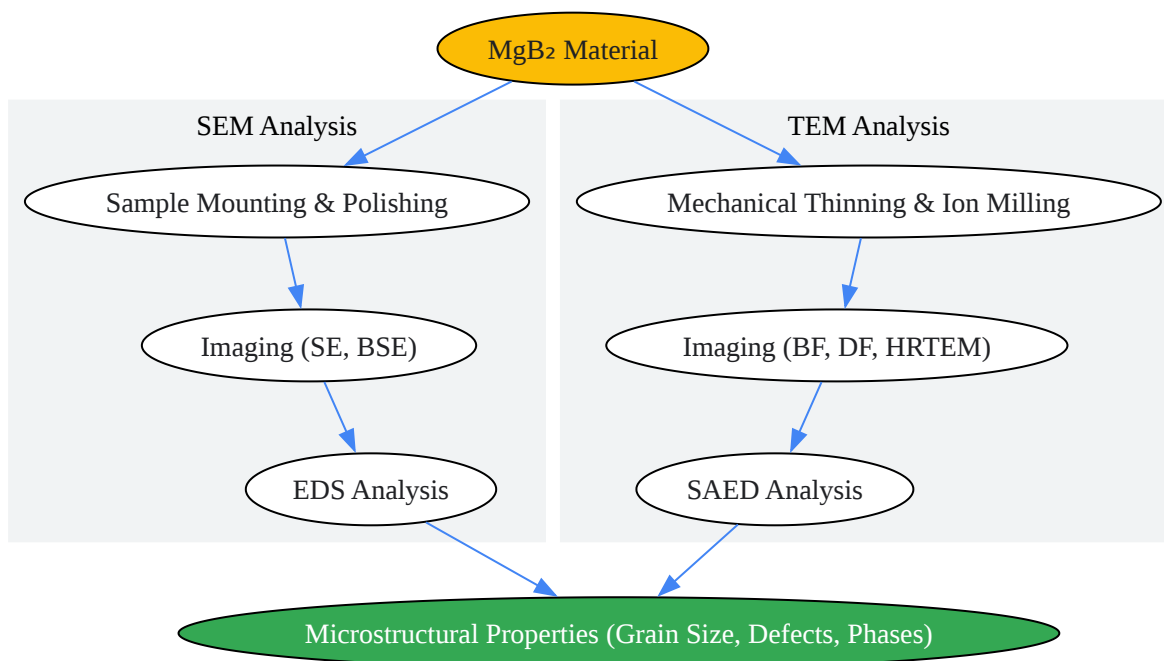 MgB₂ Material
SEM Analysis
TEM Analysis
Sample Mounting & Polishing
Mechanical Thinning & Ion Milling
Imaging (SE, BSE)
Imaging (BF, DF, HRTEM)
EDS Analysis
SAED Analysis
Microstructural Properties (Grain Size, Defects, Phases)